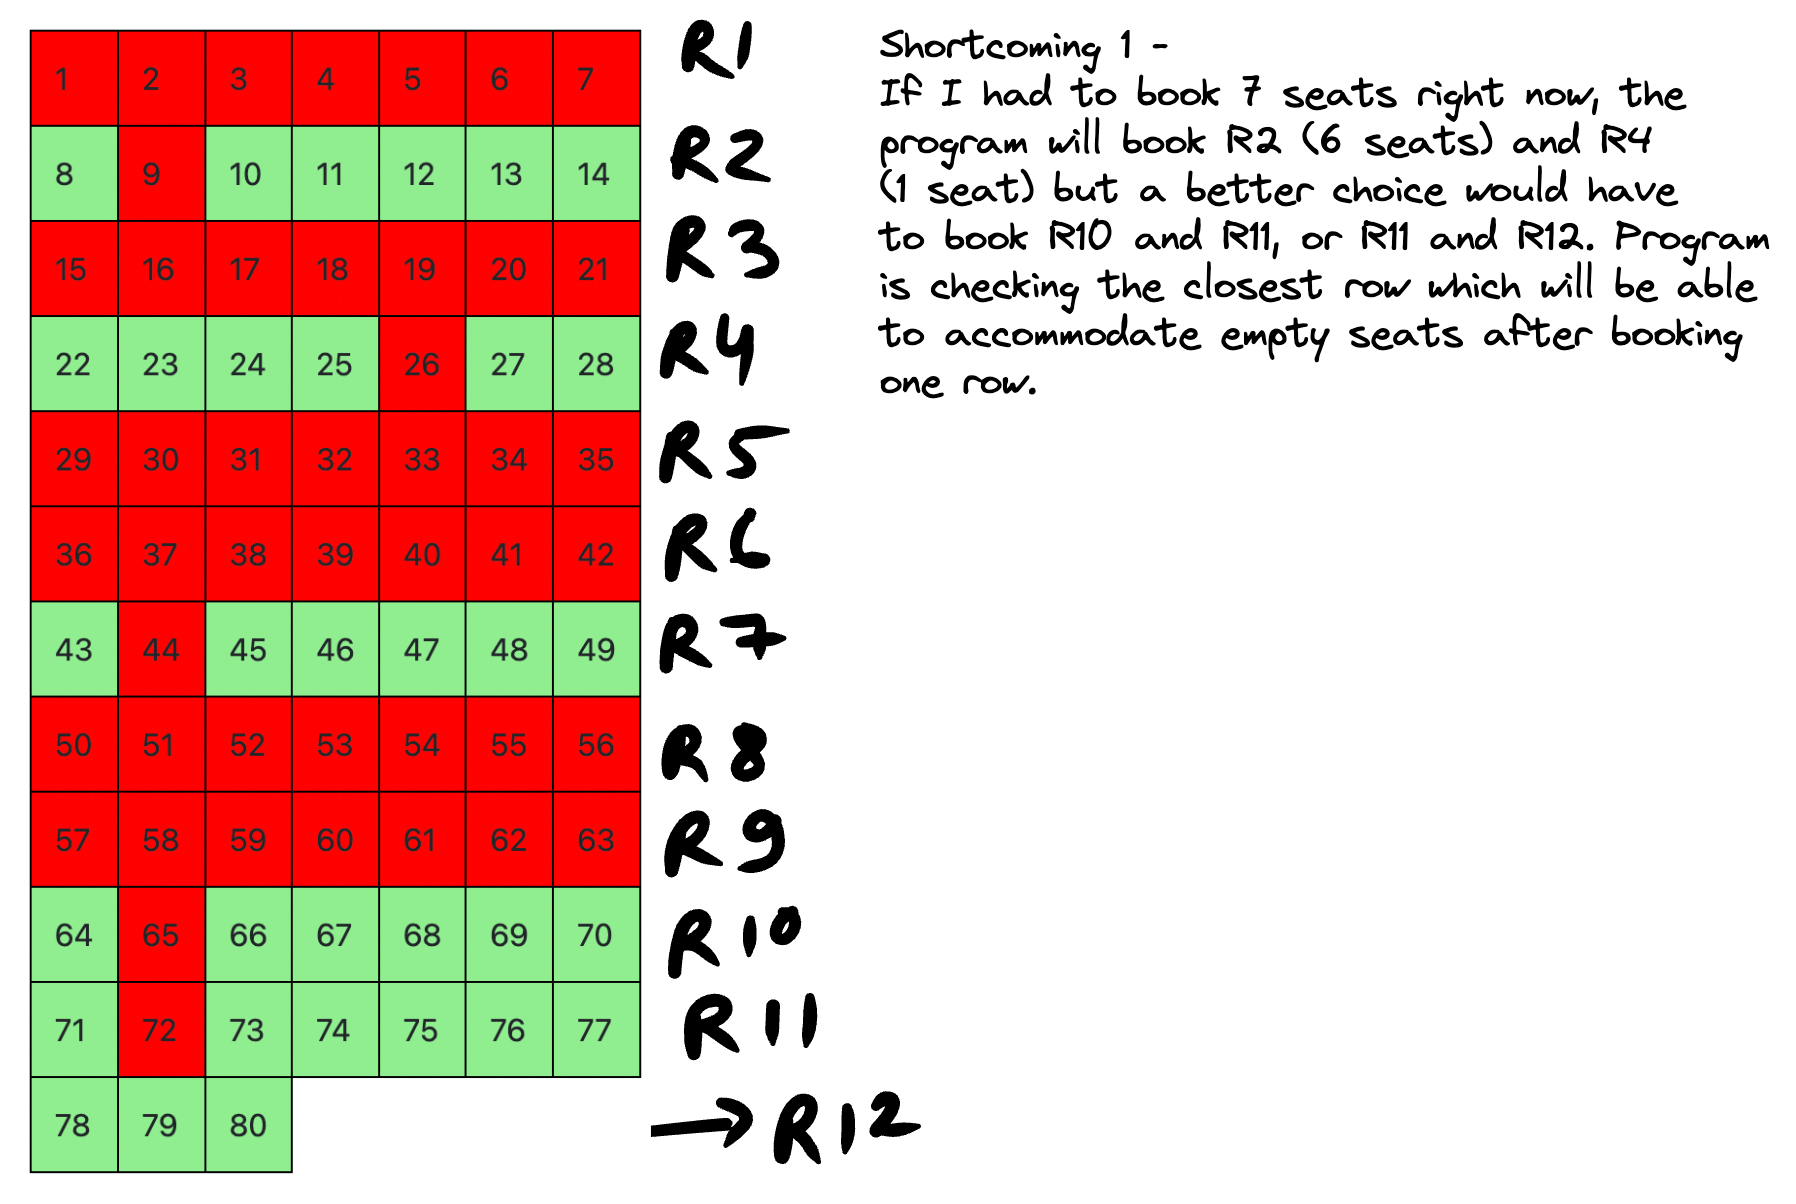 1 2 3 4 5 6 7 R1
8 9 10 11 12 13 14 R2
15 16 17 18 19 20 21 R3
22 23 24 25 26 27 28 R4
29 30 31 32 33 34 35 R5
36 37 38 39 40 41 42 R6
43 44 45 46 47 48 49 R7
50 51 52 53 54 55 56 R8
57 58 59 60 61 62 63 R9
64 65 66 67 68 69 70 R10
71 72 73 74 75 76 77 R11
78 79 80 → R12
Shortcoming 1 -
If I had to book 7 seats right now, the
program will book R2 (6 seats) and R4
(1 seat) but a better choice would have
to book R10 and R11, or R11 and R12. Program
is checking the closest row which will be able
to accommodate empty seats after booking
one row.